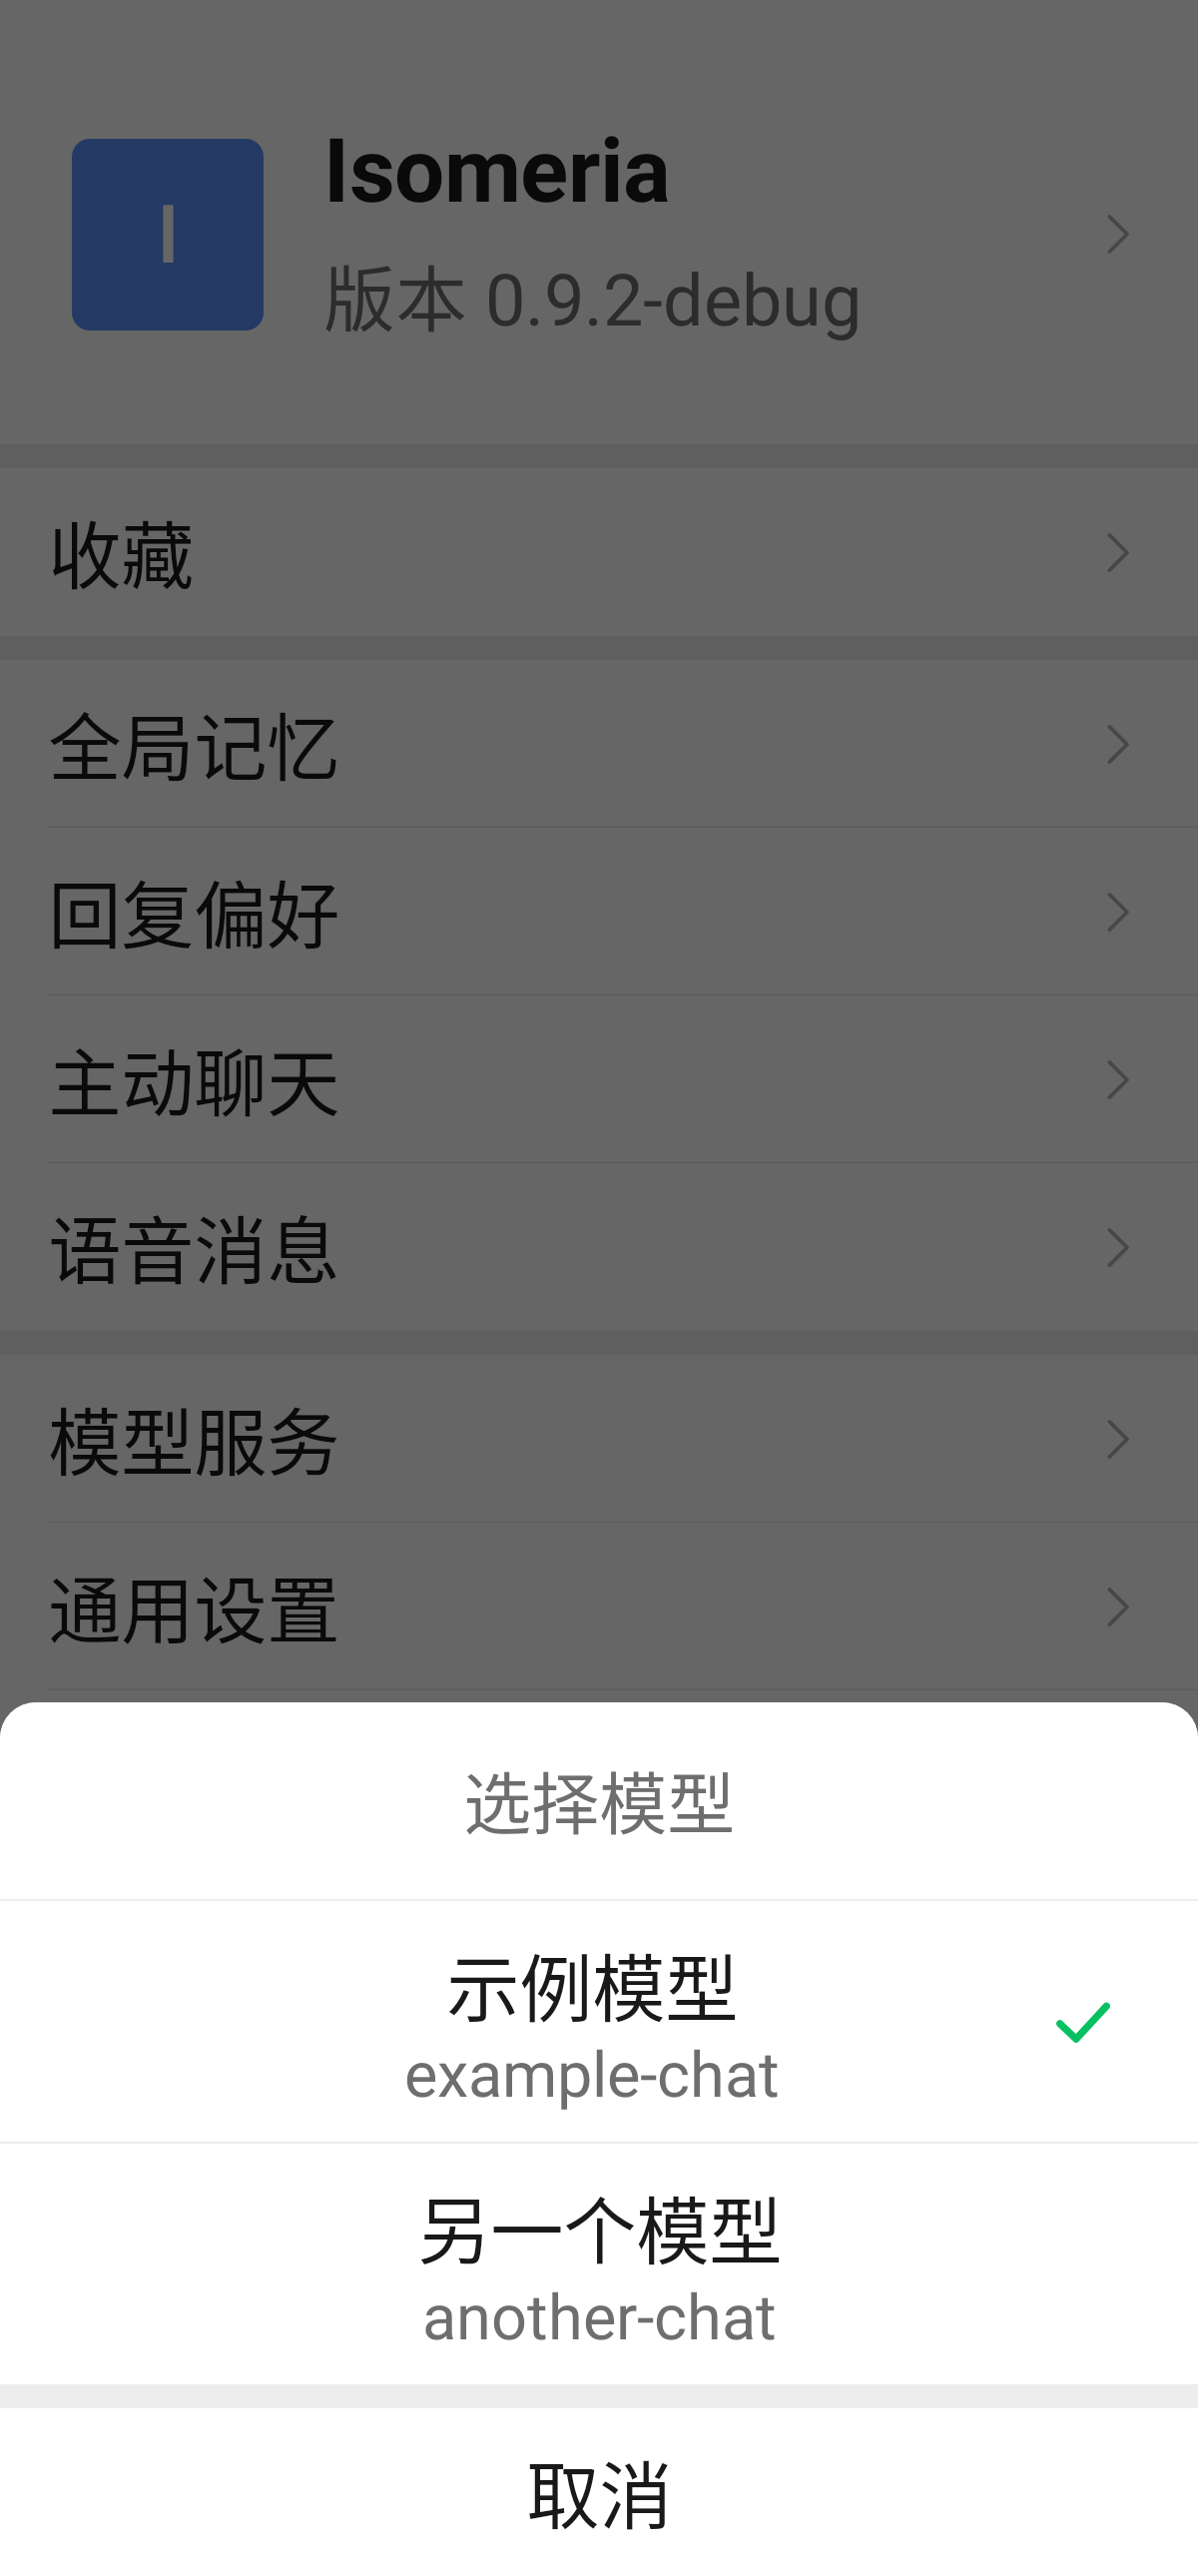 I
Isomeria
版本 0.9.2-debug
收藏
全局记忆
回复偏好
主动聊天
语音消息
模型服务
通用设置
选择模型
示例模型
example-chat
另一个模型
another-chat
取消